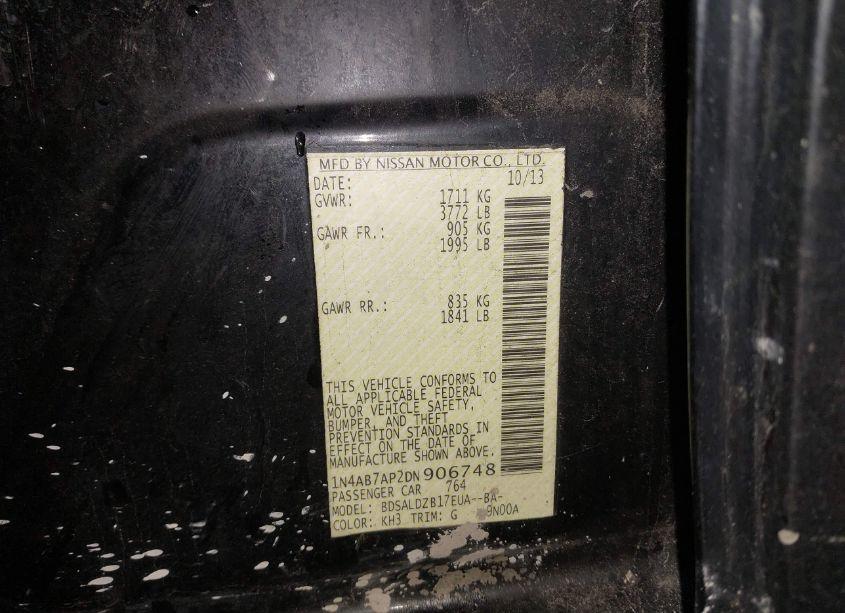 MFD BY NISSAN MOTOR CO., LTD.
DATE: 10/13
GVWR: 1711 KG
3772 LB
GAWR FR.: 905 KG
1995 LB
GAWR RR.: 835 KG
1841 LB
THIS VEHICLE CONFORMS TO
ALL APPLICABLE FEDERAL
MOTOR VEHICLE SAFETY,
BUMPER, AND THEFT
PREVENTION STANDARDS IN
EFFECT ON THE DATE OF
MANUFACTURE SHOWN ABOVE.
1N4AB7AP2DN906748
PASSENGER CAR 764
MODEL: BDSALDZB17EUA--BA-
COLOR: KH3 TRIM: G 9N00A